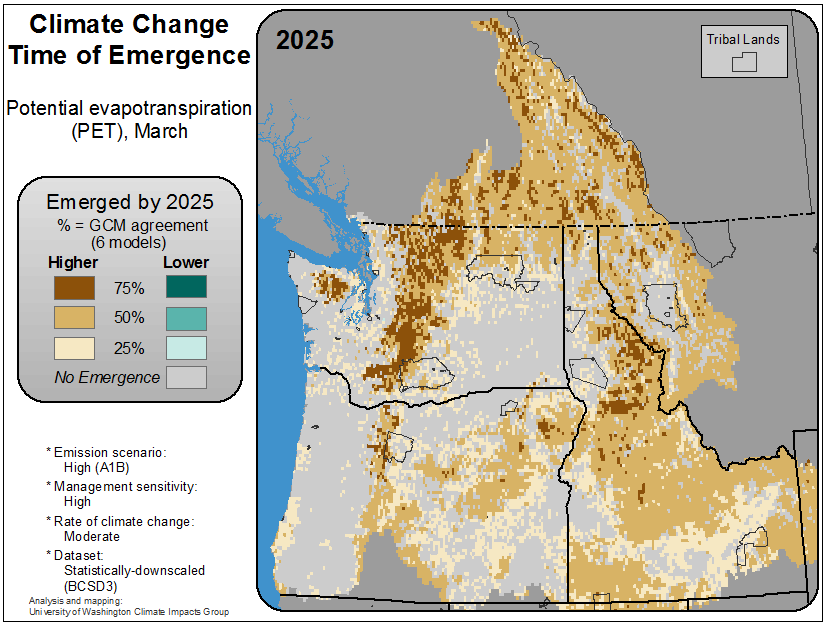 Climate Change
Time of Emergence
Potential evapotranspiration
(PET), March
Emerged by 2025
% = GCM agreement
(6 models)
Higher Lower
75%
50%
25%
No Emergence
* Emission scenario:
High (A1B)
* Management sensitivity:
High
* Rate of climate change:
Moderate
* Dataset:
Statistically-downscaled
(BCSD3)
Analysis and mapping:
University of Washington Climate Impacts Group
2025
Tribal Lands